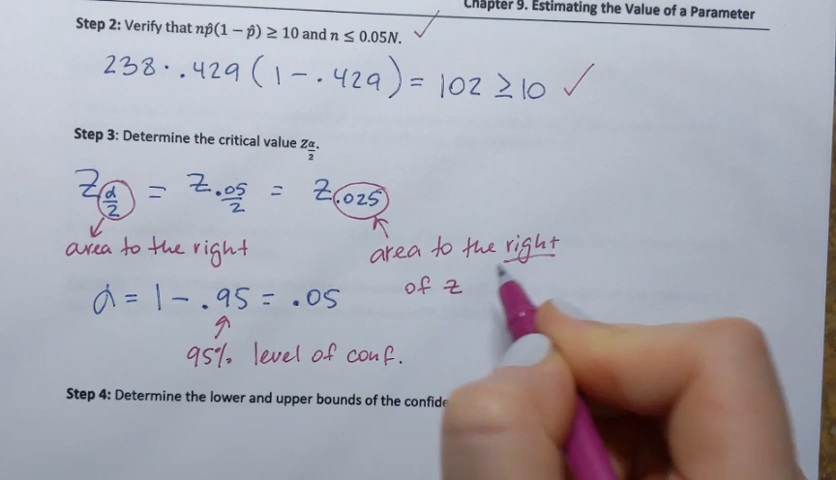 Chapter 9. Estimating the Value of a Parameter
Step 2: Verify that np̂(1 − p̂) ≥ 10 and n ≤ 0.05N. ✓
238 · .429 (1 - .429) = 102 ≥ 10 ✓
Step 3: Determine the critical value Zα/2.
Zα/2 = Z.05/2 = Z.025
area to the right
area to the right
of z
α = 1 - .95 = .05
95% level of conf.
Step 4: Determine the lower and upper bounds of the confide